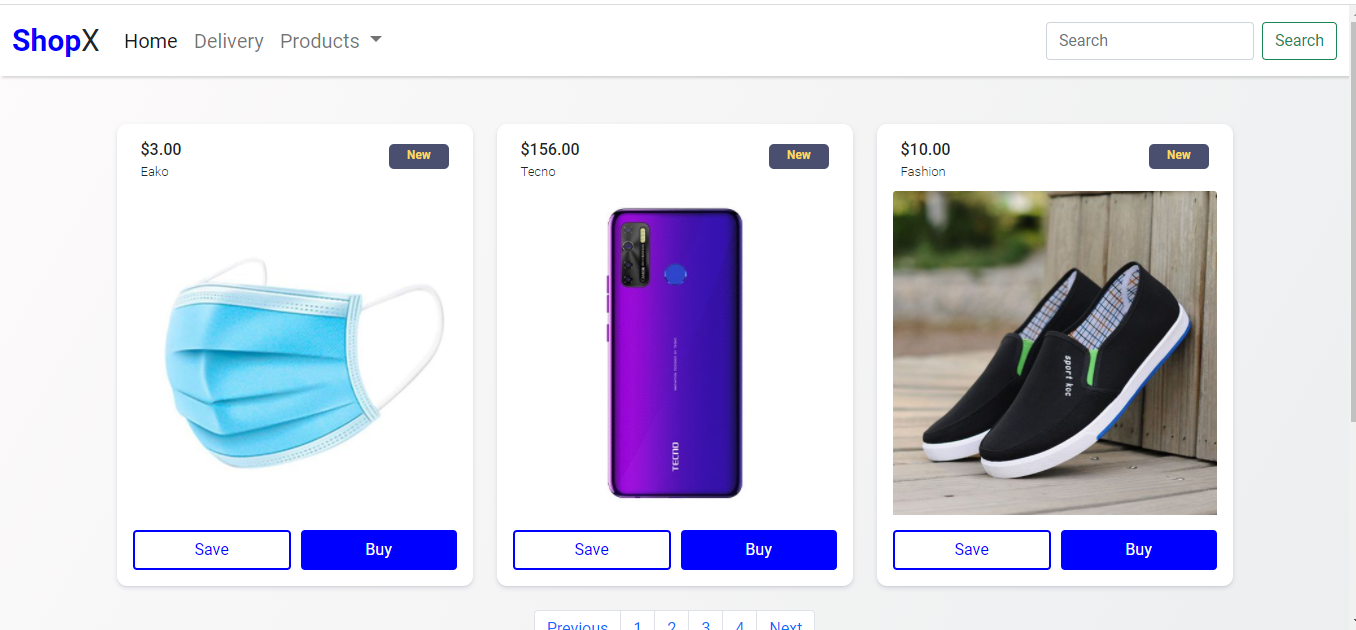 ShopX Home Delivery Products Search Search
$3.00 New
Eako
$156.00 New
Tecno
$10.00 New
Fashion
TECNO
sport koc
Save Buy
Save Buy
Save Buy
Previous 1 2 3 4 Next